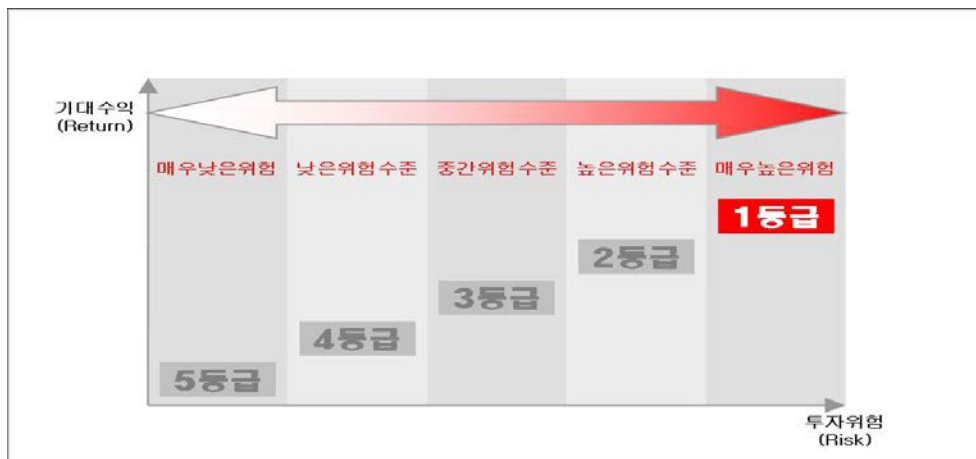 기대수익
(Return)
매우낮은위험 낮은위험수준 중간위험수준 높은위험수준 매우높은위험
1등급
2등급
3등급
4등급
5등급
투자위험
(Risk)